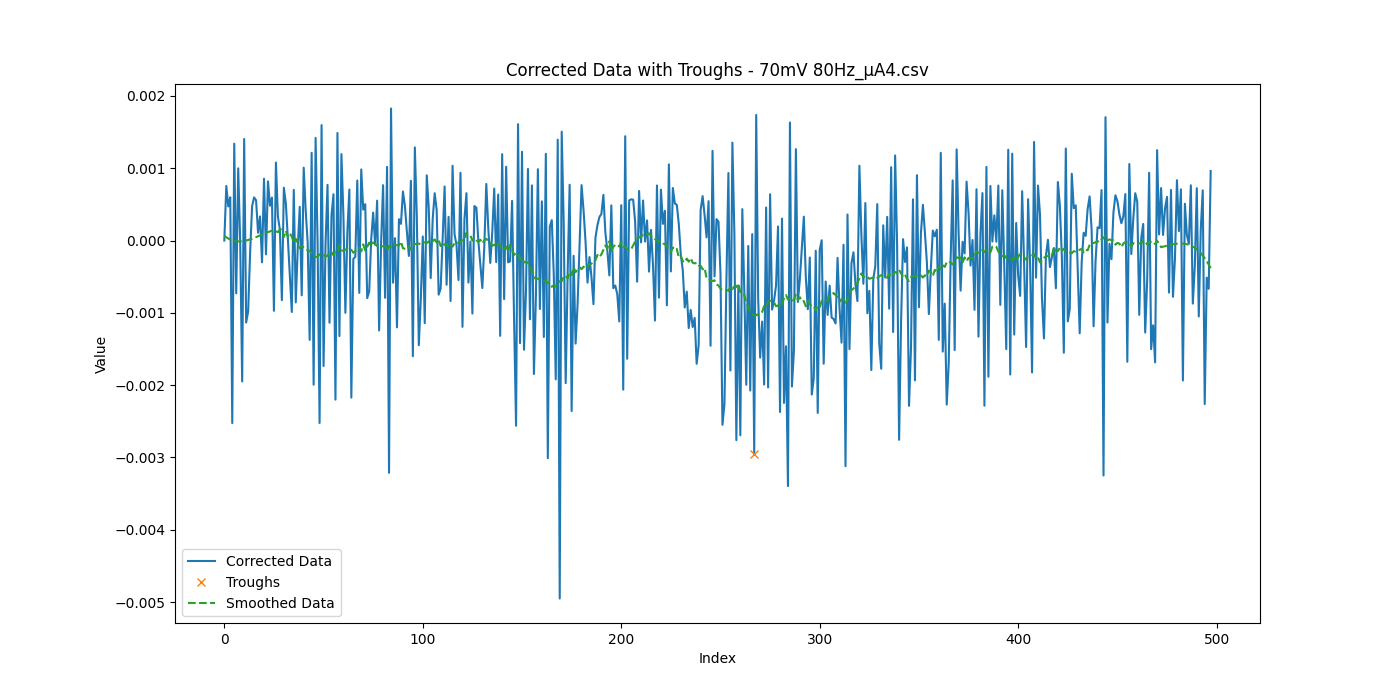 Corrected Data with Troughs - 70mV 80Hz_µA4.csv
0.002
0.001
0.000
−0.001
−0.002
−0.003
−0.004
−0.005
Value
Corrected Data
Troughs
Smoothed Data
0 100 200 300 400 500
Index